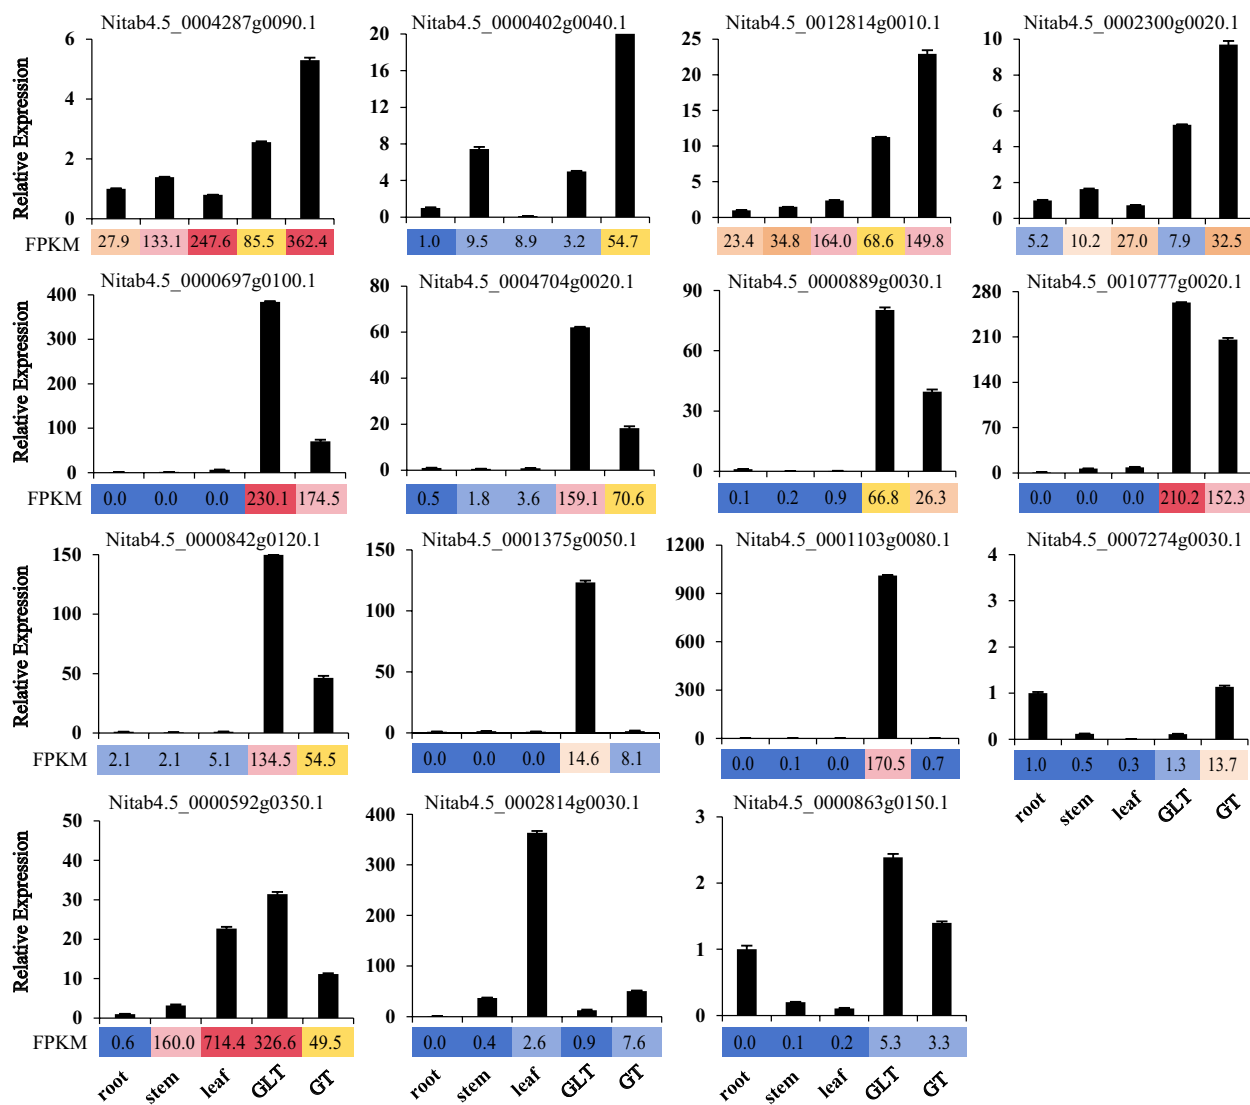 Nitab4.5_0004287g0090.1
Nitab4.5_0000402g0040.1
Nitab4.5_0012814g0010.1
Nitab4.5_0002300g0020.1
Relative Expression
6
4
2
0
20
16
12
8
4
0
25
20
15
10
5
0
10
8
6
4
2
0
FPKM
27.9 133.1 247.6 85.5 362.4
1.0 9.5 8.9 3.2 54.7
23.4 34.8 164.0 68.6 149.8
5.2 10.2 27.0 7.9 32.5
Nitab4.5_0000697g0100.1
Nitab4.5_0004704g0020.1
Nitab4.5_0000889g0030.1
Nitab4.5_0010777g0020.1
Relative Expression
400
300
200
100
0
80
60
40
20
0
90
60
30
0
280
210
140
70
0
FPKM
0.0 0.0 0.0 230.1 174.5
0.5 1.8 3.6 159.1 70.6
0.1 0.2 0.9 66.8 26.3
0.0 0.0 0.0 210.2 152.3
Nitab4.5_0000842g0120.1
Nitab4.5_0001375g0050.1
Nitab4.5_0001103g0080.1
Nitab4.5_0007274g0030.1
Relative Expression
150
100
50
0
150
100
50
0
1200
900
600
300
0
4
3
2
1
0
FPKM
2.1 2.1 5.1 134.5 54.5
0.0 0.0 0.0 14.6 8.1
0.0 0.1 0.0 170.5 0.7
1.0 0.5 0.3 1.3 13.7
root stem leaf GLT GT
Nitab4.5_0000592g0350.1
Nitab4.5_0002814g0030.1
Nitab4.5_0000863g0150.1
Relative Expression
50
40
30
20
10
0
400
300
200
100
0
3
2
1
0
FPKM
0.6 160.0 714.4 326.6 49.5
0.0 0.4 2.6 0.9 7.6
0.0 0.1 0.2 5.3 3.3
root stem leaf GLT GT
root stem leaf GLT GT
root stem leaf GLT GT